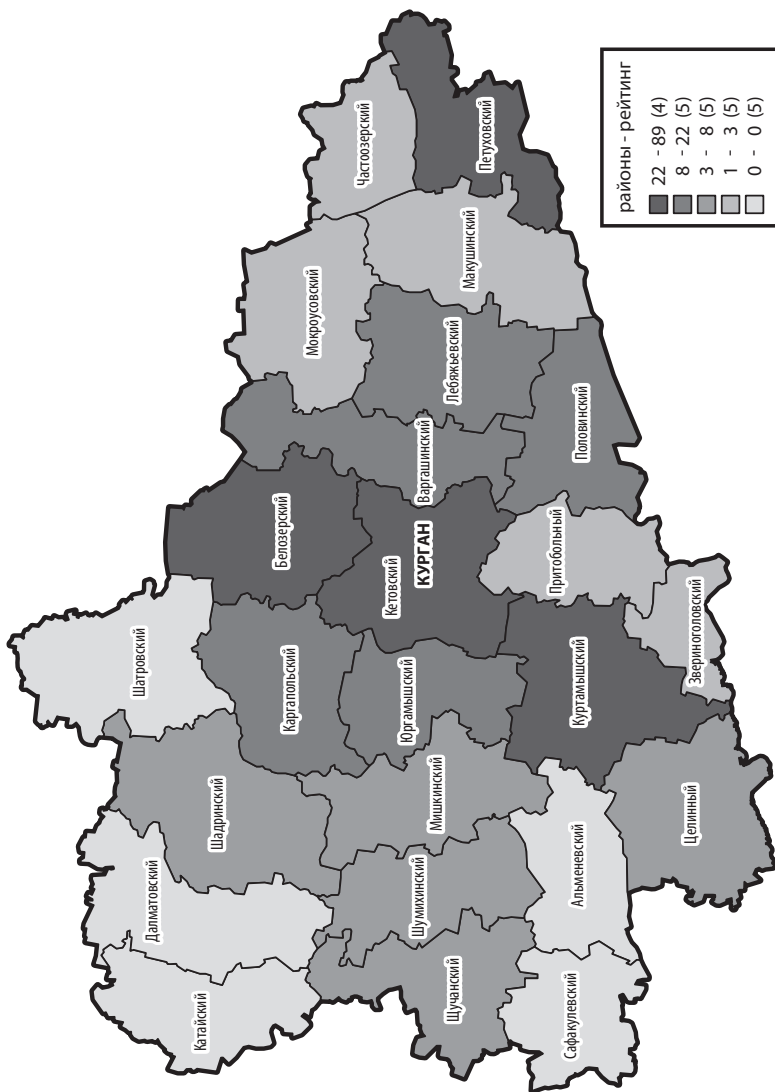 Шатровский
Частоозерский
Далматовский
Катайский
Шадринский
Белозерский
Мокроусовский
Каргапольский
Петуховский
Макушинский
Лебяжьевский
Варгашинский
Кетовский
КУРГАН
Юргамышский
Мишкинский
Шумихинский
Щучанский
Половинский
Притобольный
Куртамышский
Альменевский
Сафакулевский
Звериноголовский
Целинный
районы - рейтинг
22 - 89 (4)
8 - 22 (5)
3 - 8 (5)
1 - 3 (5)
0 - 0 (5)